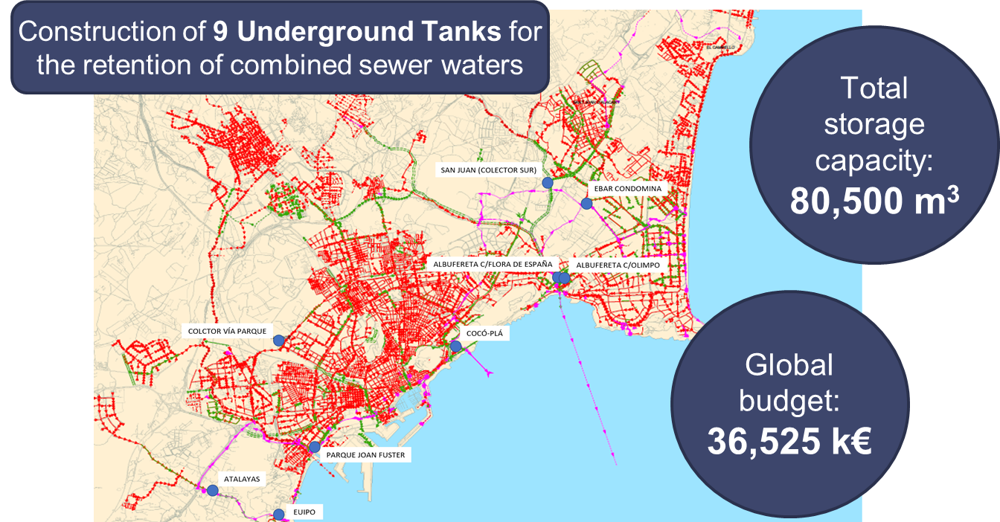 Construction of 9 Underground Tanks for
the retention of combined sewer waters
Total
storage
capacity:
80,500 m³
Global
budget:
36,525 k€
EL CAMPELLO
SAN JUAN (COLECTOR SUR)
EBAR CONDOMINA
ALBUFERETA C/FLORA DE ESPAÑA
ALBUFERETA C/OLIMPO
COLCTOR VÍA PARQUE
COCÓ-PLÁ
PARQUE JOAN FUSTER
ATALAYAS
EUIPO